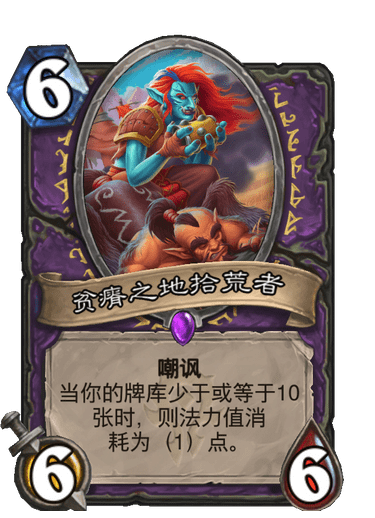 6
贫瘠之地拾荒者
嘲讽
当你的牌库少于或等于10
张时，则法力值消
耗为（1）点。
6
6